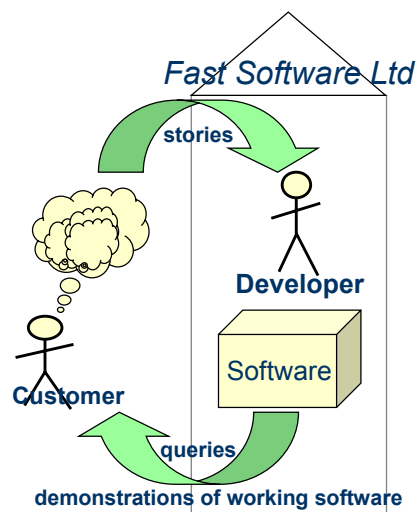 Fast Software Ltd
stories
Developer
Software
Customer
queries
demonstrations of working software